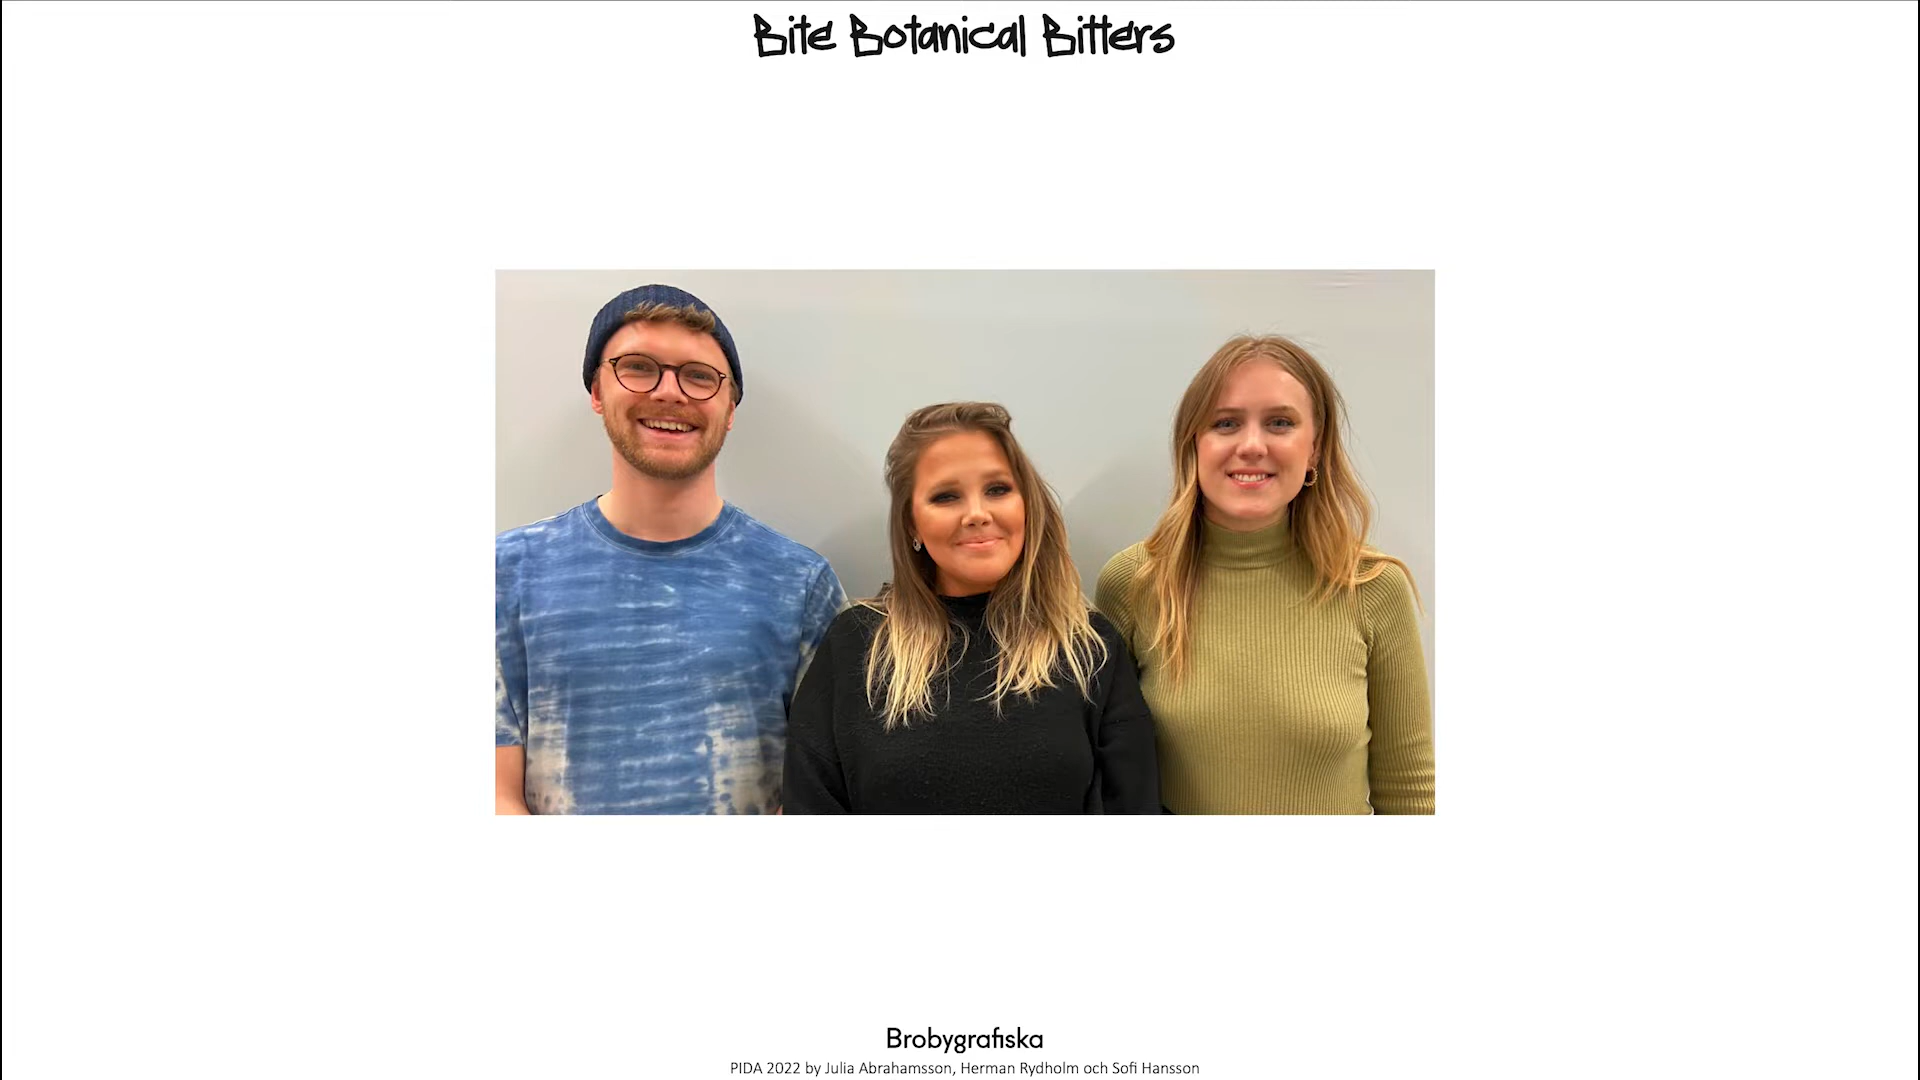 Bite Botanical Bitters
Brobygrafiska
PIDA 2022 by Julia Abrahamsson, Herman Rydholm och Sofi Hansson